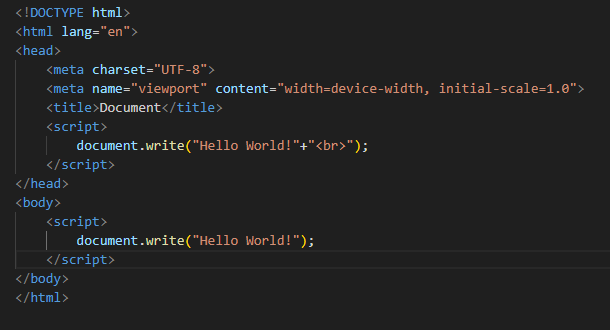 <!DOCTYPE html>
<html lang="en">
<head>
    <meta charset="UTF-8">
    <meta name="viewport" content="width=device-width, initial-scale=1.0">
    <title>Document</title>
    <script>
        document.write("Hello World!"+"<br>");
    </script>
</head>
<body>
    <script>
        document.write("Hello World!");
    </script>
</body>
</html>